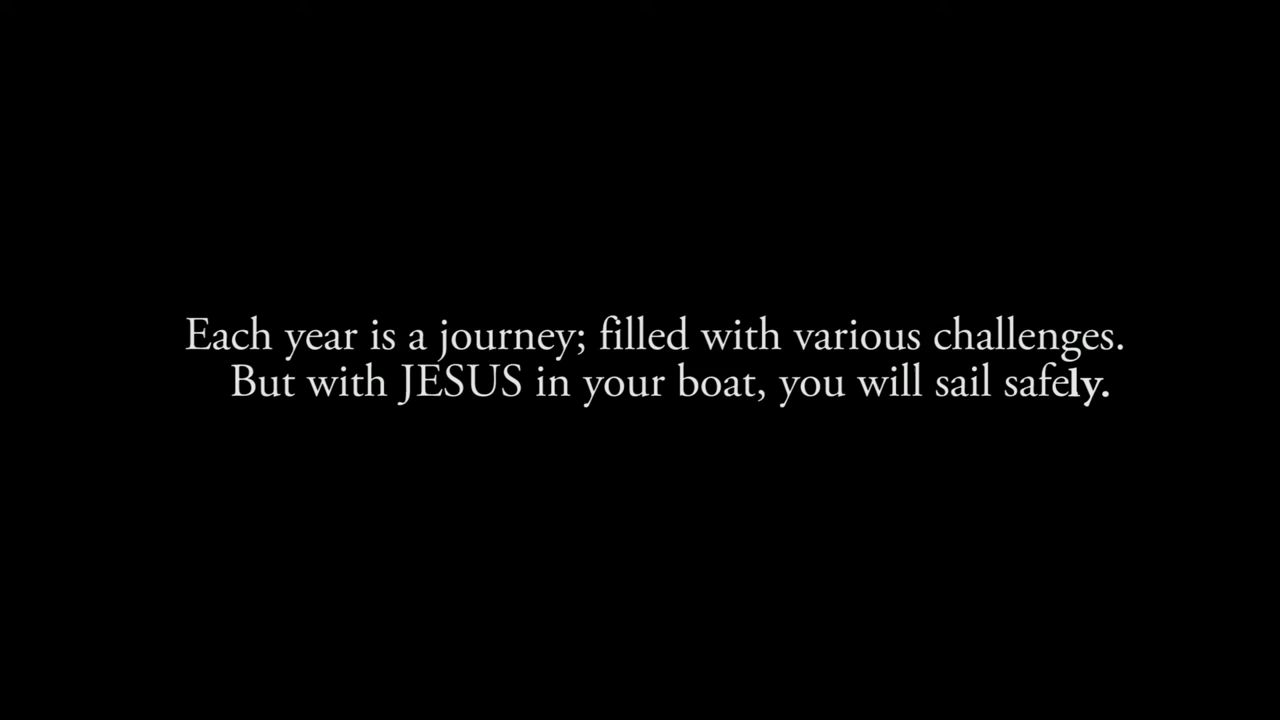 Each year is a journey; filled with various challenges.
But with JESUS in your boat, you will sail safely.